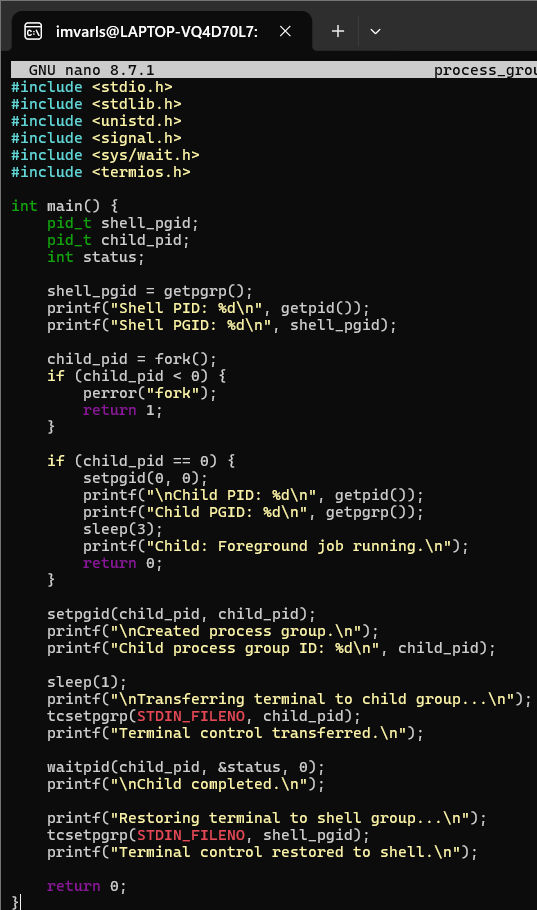 imvarls@LAPTOP-VQ4D70L7:
GNU nano 8.7.1 process_grou
#include <stdio.h>
#include <stdlib.h>
#include <unistd.h>
#include <signal.h>
#include <sys/wait.h>
#include <termios.h>

int main() {
    pid_t shell_pgid;
    pid_t child_pid;
    int status;

    shell_pgid = getpgrp();
    printf("Shell PID: %d\n", getpid());
    printf("Shell PGID: %d\n", shell_pgid);

    child_pid = fork();
    if (child_pid < 0) {
        perror("fork");
        return 1;
    }

    if (child_pid == 0) {
        setpgid(0, 0);
        printf("\nChild PID: %d\n", getpid());
        printf("Child PGID: %d\n", getpgrp());
        sleep(3);
        printf("Child: Foreground job running.\n");
        return 0;
    }

    setpgid(child_pid, child_pid);
    printf("\nCreated process group.\n");
    printf("Child process group ID: %d\n", child_pid);

    sleep(1);
    printf("\nTransferring terminal to child group...\n");
    tcsetpgrp(STDIN_FILENO, child_pid);
    printf("Terminal control transferred.\n");

    waitpid(child_pid, &status, 0);
    printf("\nChild completed.\n");

    printf("Restoring terminal to shell group...\n");
    tcsetpgrp(STDIN_FILENO, shell_pgid);
    printf("Terminal control restored to shell.\n");

    return 0;
}